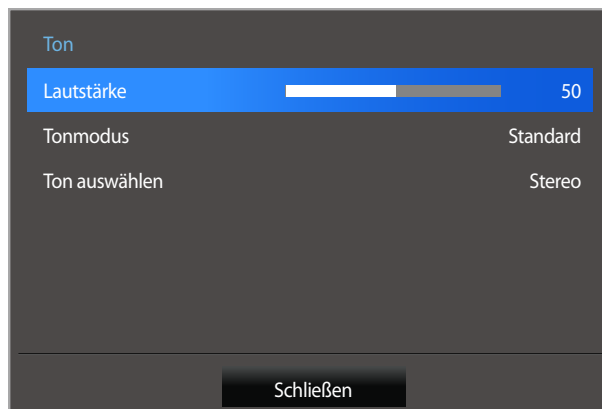 Ton
Lautstärke 50
Tonmodus Standard
Ton auswählen Stereo
Schließen